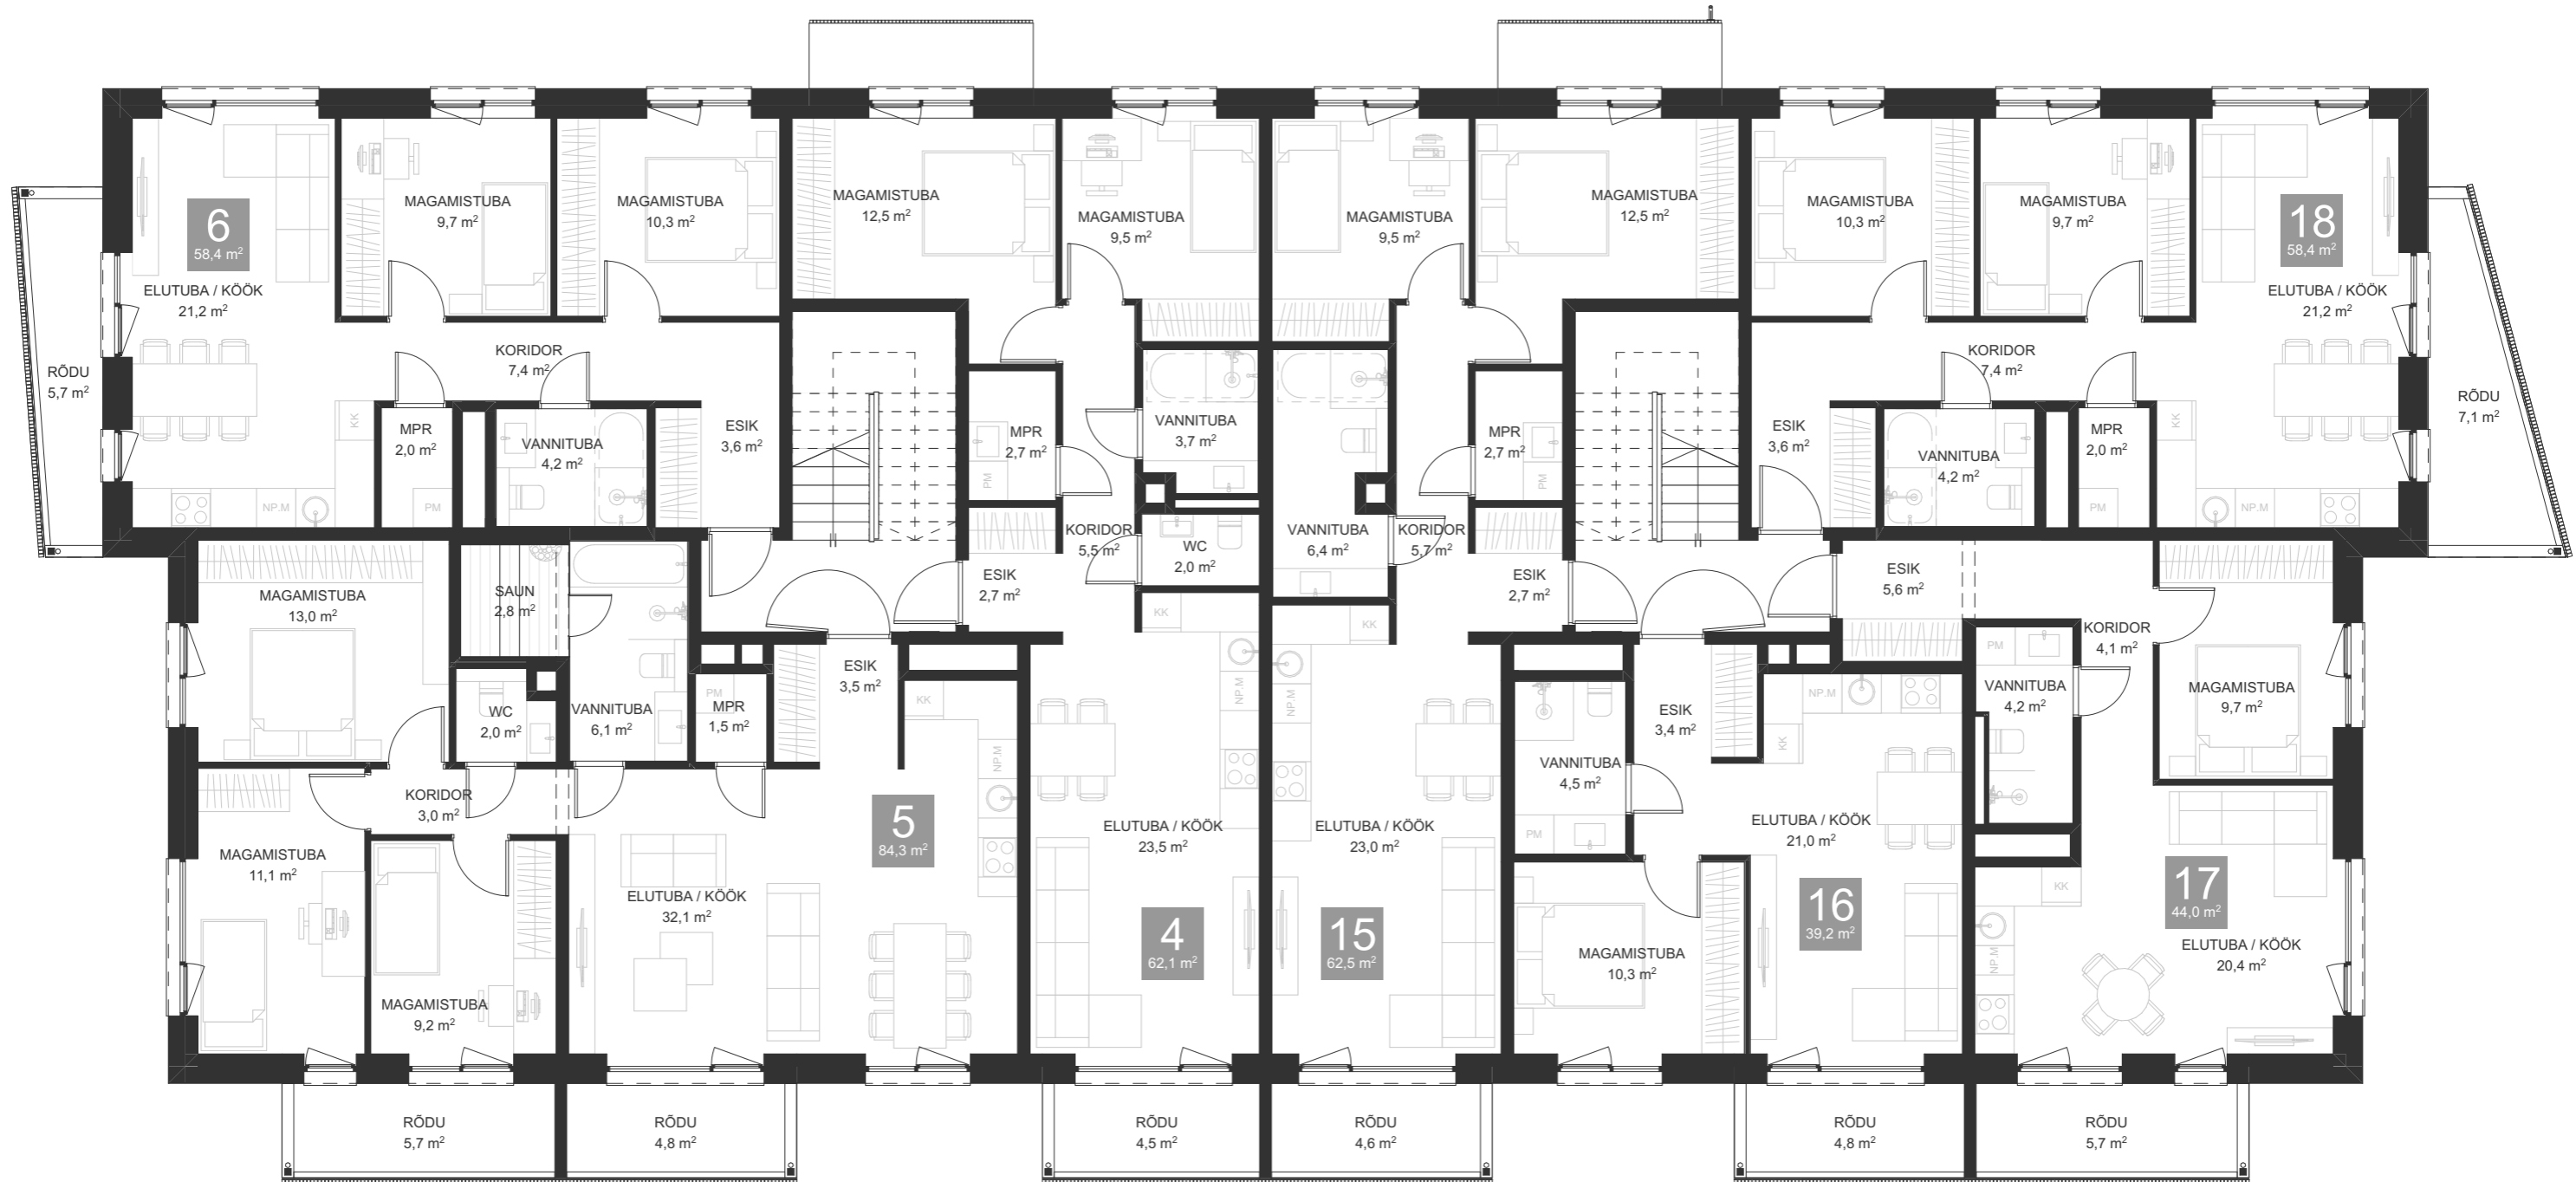 6
58,4 m²
ELUTUBA / KÖÖK
21,2 m²
MAGAMISTUBA
9,7 m²
MAGAMISTUBA
10,3 m²
KORIDOR
7,4 m²
RÕDU
5,7 m²
KK
MPR
2,0 m²
PM
NP.M
VANNITUBA
4,2 m²
ESIK
3,6 m²
MAGAMISTUBA
12,5 m²
MAGAMISTUBA
9,5 m²
MPR
2,7 m²
PM
VANNITUBA
3,7 m²
KORIDOR
5,5 m²
WC
2,0 m²
ESIK
2,7 m²
KK
NP.M
ELUTUBA / KÖÖK
23,5 m²
4
62,1 m²
RÕDU
4,5 m²
MAGAMISTUBA
13,0 m²
SAUN
2,8 m²
WC
2,0 m²
VANNITUBA
6,1 m²
PM
MPR
1,5 m²
ESIK
3,5 m²
KK
NP.M
KORIDOR
3,0 m²
MAGAMISTUBA
11,1 m²
MAGAMISTUBA
9,2 m²
5
84,3 m²
ELUTUBA / KÖÖK
32,1 m²
RÕDU
5,7 m²
RÕDU
4,8 m²
MAGAMISTUBA
9,5 m²
MAGAMISTUBA
12,5 m²
MPR
2,7 m²
PM
VANNITUBA
6,4 m²
KORIDOR
5,7 m²
ESIK
2,7 m²
KK
NP.M
ELUTUBA / KÖÖK
23,0 m²
15
62,5 m²
RÕDU
4,6 m²
MAGAMISTUBA
10,3 m²
MAGAMISTUBA
9,7 m²
18
58,4 m²
ELUTUBA / KÖÖK
21,2 m²
KORIDOR
7,4 m²
ESIK
3,6 m²
VANNITUBA
4,2 m²
MPR
2,0 m²
PM
KK
NP.M
RÕDU
7,1 m²
ESIK
3,4 m²
VANNITUBA
4,5 m²
PM
NP.M
KK
ELUTUBA / KÖÖK
21,0 m²
16
39,2 m²
MAGAMISTUBA
10,3 m²
RÕDU
4,8 m²
ESIK
5,6 m²
KORIDOR
4,1 m²
PM
VANNITUBA
4,2 m²
MAGAMISTUBA
9,7 m²
KK
NP.M
17
44,0 m²
ELUTUBA / KÖÖK
20,4 m²
RÕDU
5,7 m²